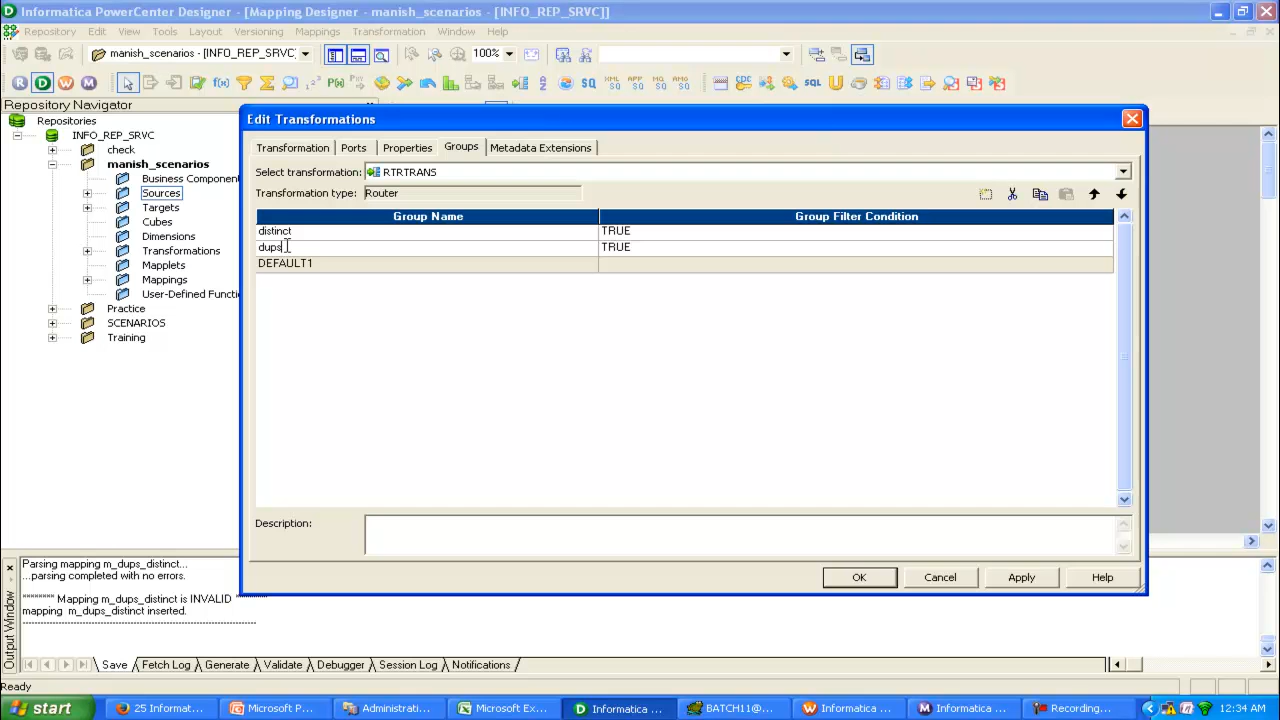 Informatica PowerCenter Designer - [Mapping Designer - manish_scenarios - [INFO_REP_SRVC]]
Repository Edit View Tools Layout Versioning Mappings Transformation Window Help
manish_scenarios - [INFO_REP_SRVC] 100%
Repository Navigator
Repositories
INFO_REP_SRVC
check
manish_scenarios
Business Component
Sources
Targets
Cubes
Dimensions
Transformations
Mapplets
Mappings
User-Defined Functi
Practice
SCENARIOS
Training
Edit Transformations
Transformation Ports Properties Groups Metadata Extensions
Select transformation: RTRTRANS
Transformation type: Router
Group Name Group Filter Condition
distinct TRUE
dups TRUE
DEFAULT1
Description:
OK Cancel Apply Help
Output Window
Parsing mapping m_dups_distinct...
...parsing completed with no errors.
******** Mapping m_dups_distinct is INVALID
mapping m_dups_distinct inserted.
Save Fetch Log Generate Validate Debugger Session Log Notifications
Ready
start 25 Informat... Microsoft P... Administrati... Microsoft Ex... Informatica ... BATCH11@... Informatica ... Informatica ... Recording... 12:34 AM